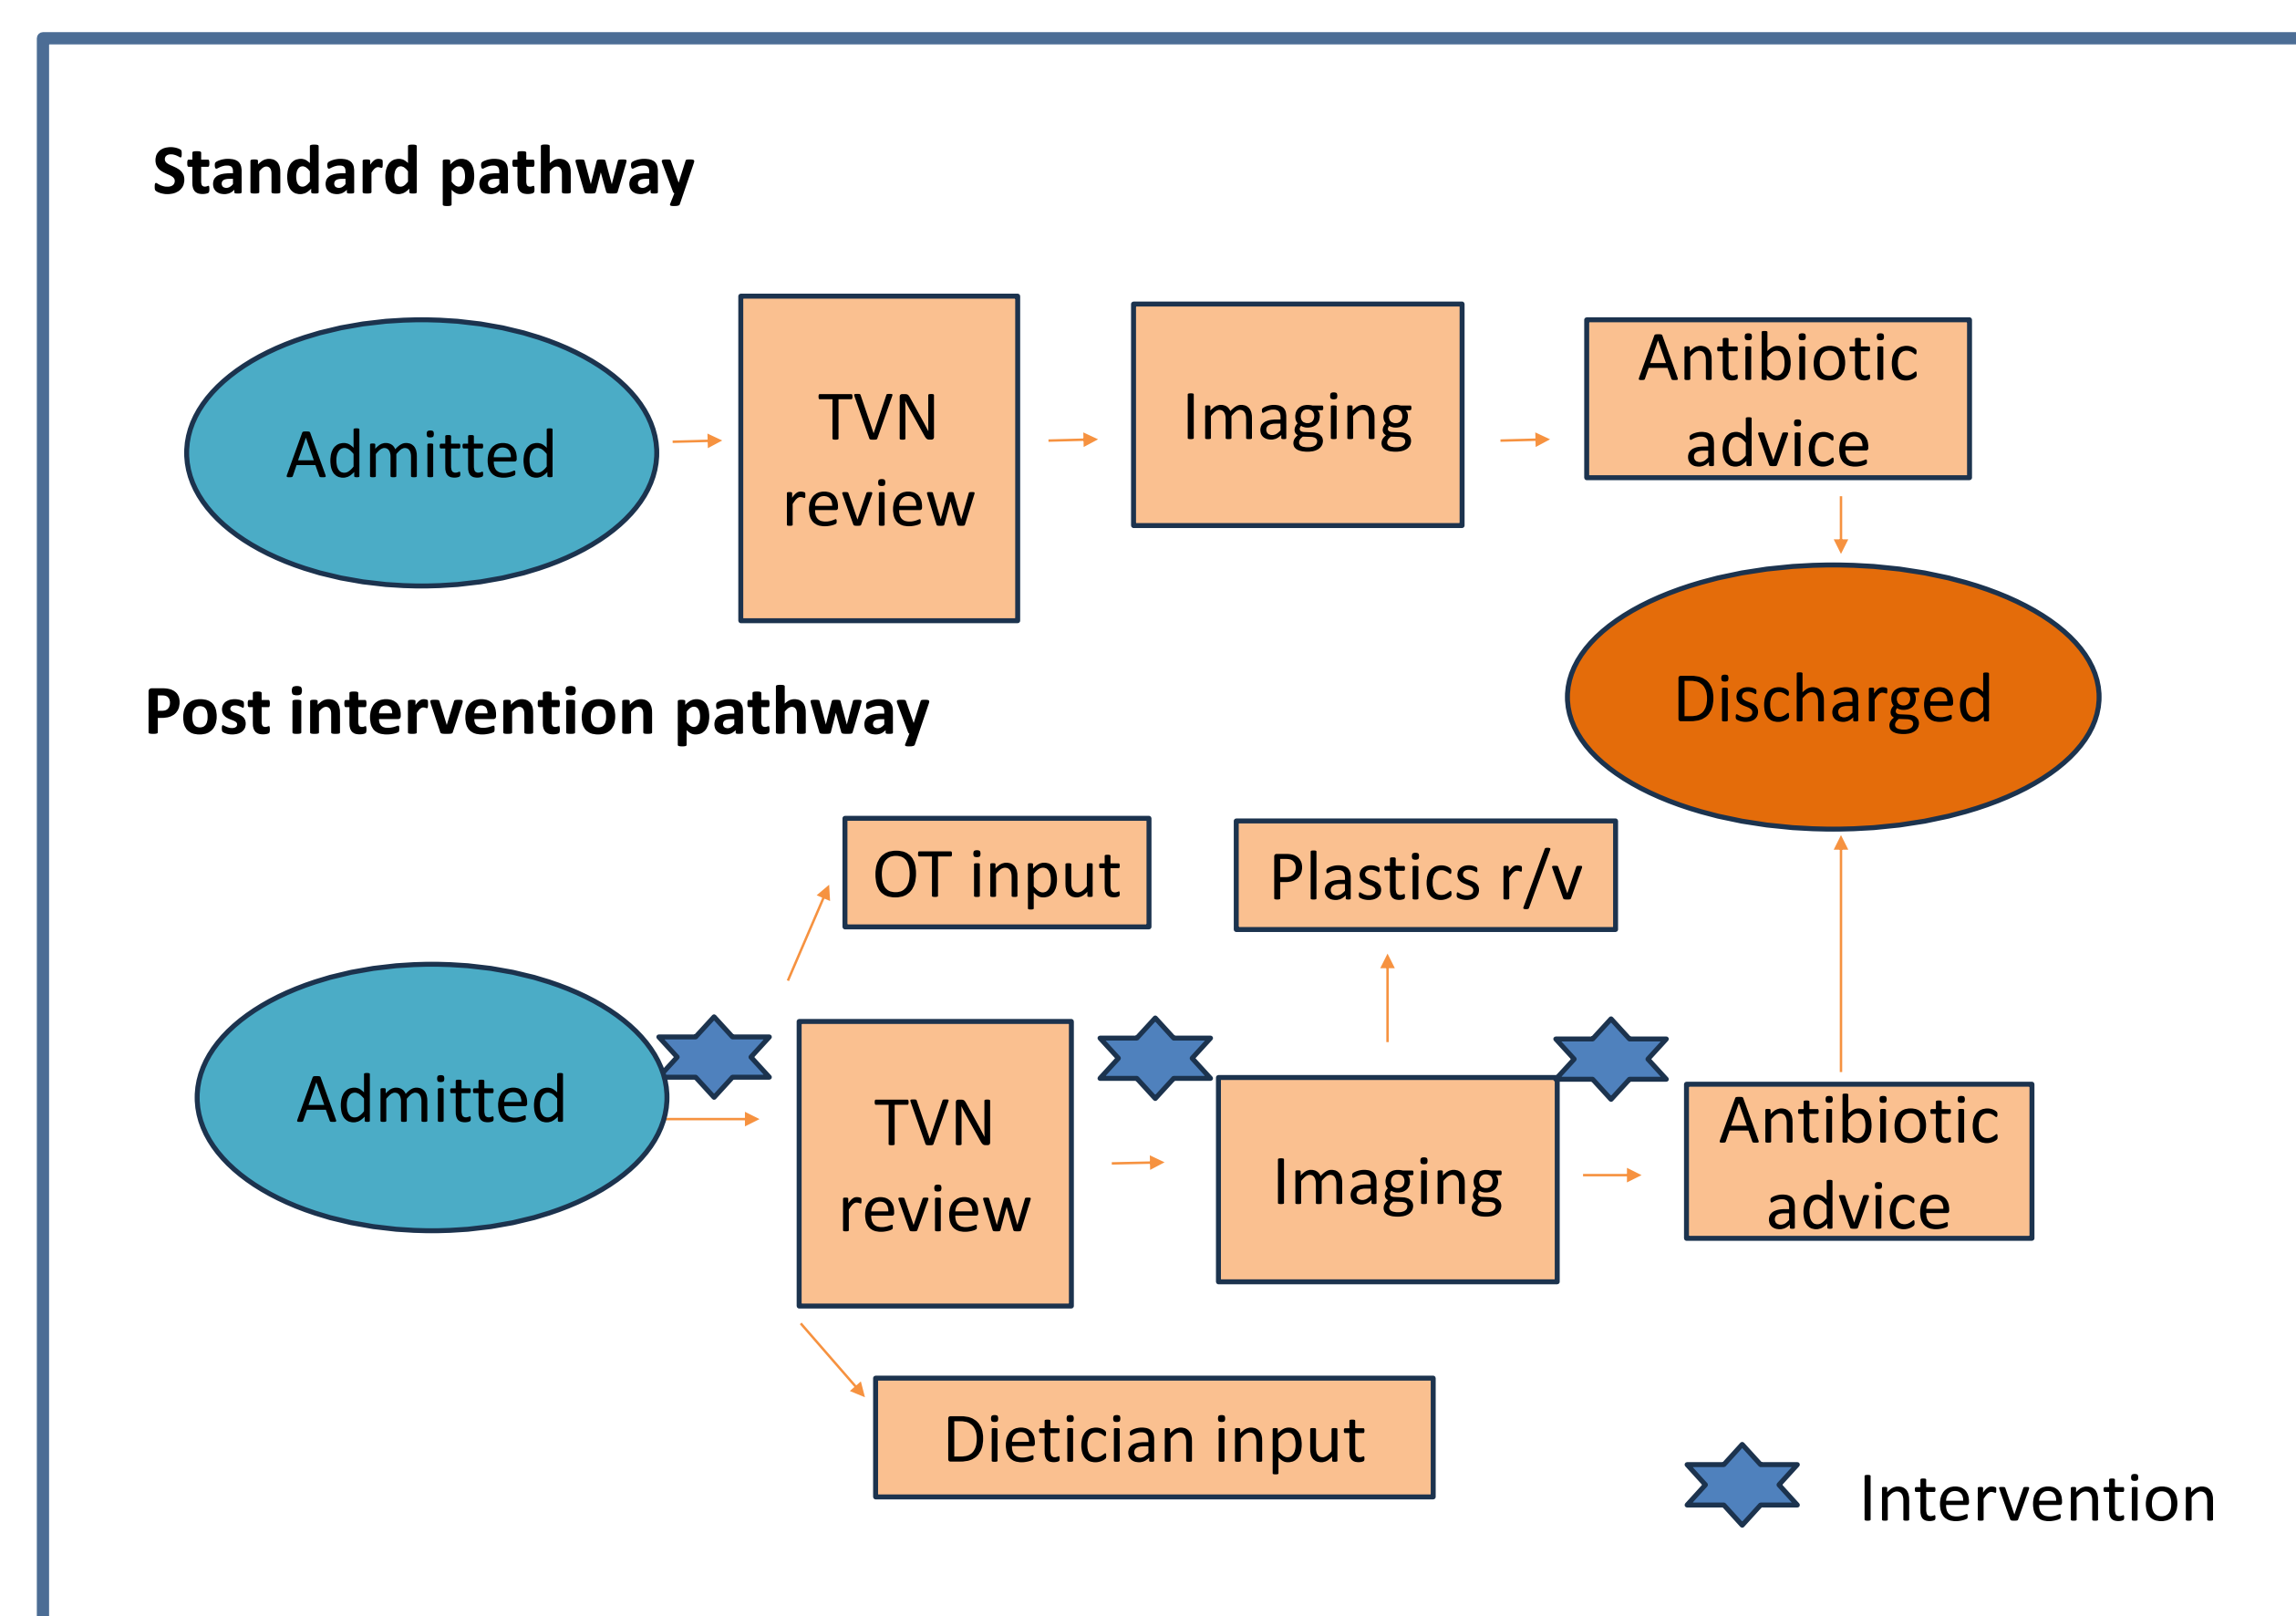 Standard pathway
Admitted
TVN
review
Imaging
Antibiotic
advice
Discharged
Post intervention pathway
OT input
Plastics r/v
Admitted
TVN
review
Imaging
Antibiotic
advice
Dietician input
Intervention